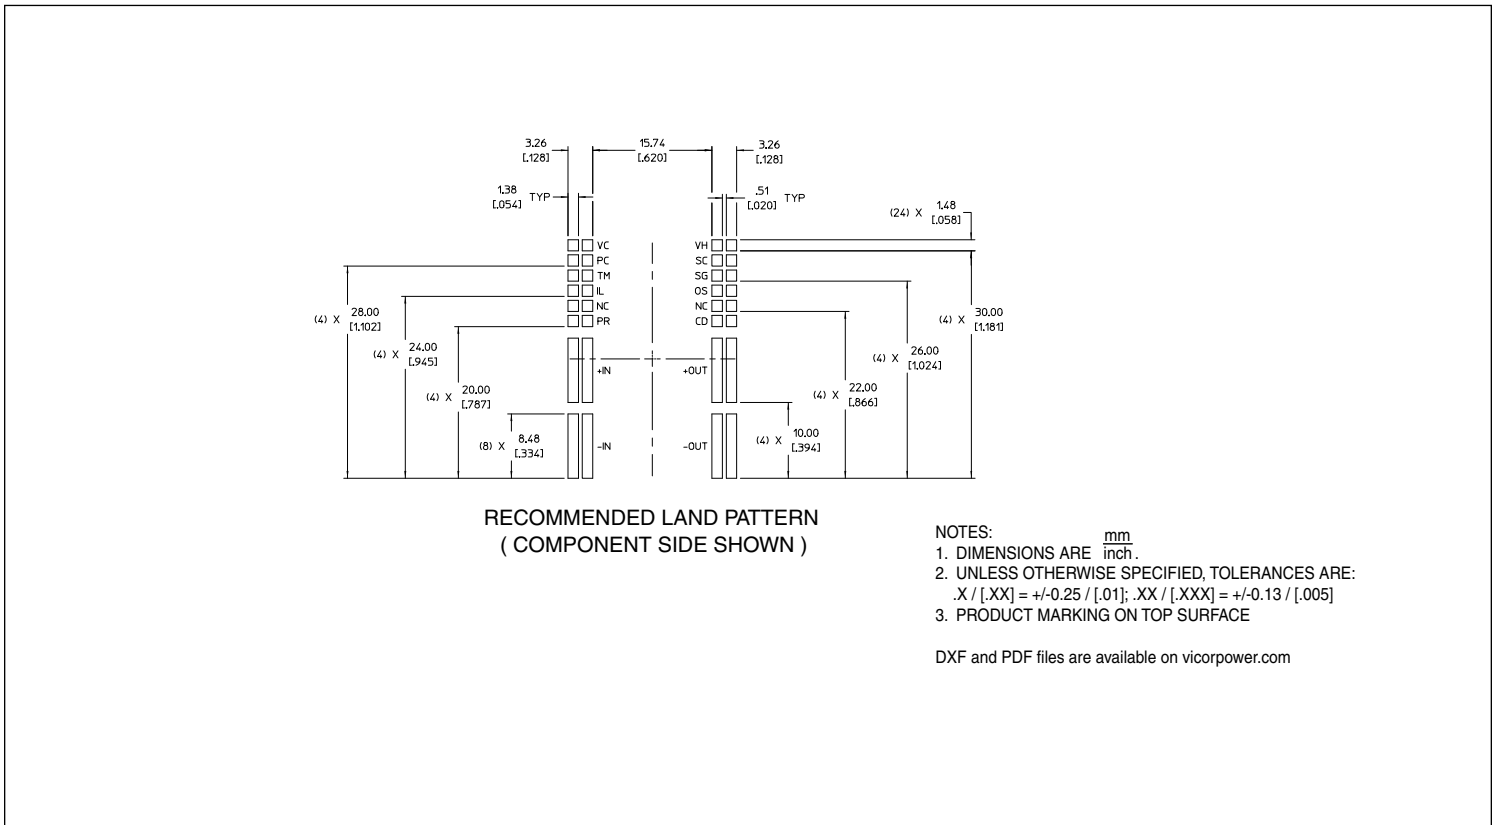 3.26
[.128]
15.74
[.620]
3.26
[.128]
1.38
[.054]
TYP
.51
[.020]
TYP
(24) X 1.48
[.058]
VC
VH
PC
SC
TM
SG
IL
OS
NC
NC
PR
CD
(4) X 28.00
[1.102]
(4) X 30.00
[1.181]
(4) X 24.00
[.945]
(4) X 26.00
[1.024]
+IN
+OUT
(4) X 20.00
[.787]
(4) X 22.00
[.866]
(8) X 8.48
[.334]
-IN
-OUT
(4) X 10.00
[.394]
RECOMMENDED LAND PATTERN
( COMPONENT SIDE SHOWN )
NOTES:
mm
1. DIMENSIONS ARE inch .
2. UNLESS OTHERWISE SPECIFIED, TOLERANCES ARE:
.X / [.XX] = +/-0.25 / [.01]; .XX / [.XXX] = +/-0.13 / [.005]
3. PRODUCT MARKING ON TOP SURFACE
DXF and PDF files are available on vicorpower.com